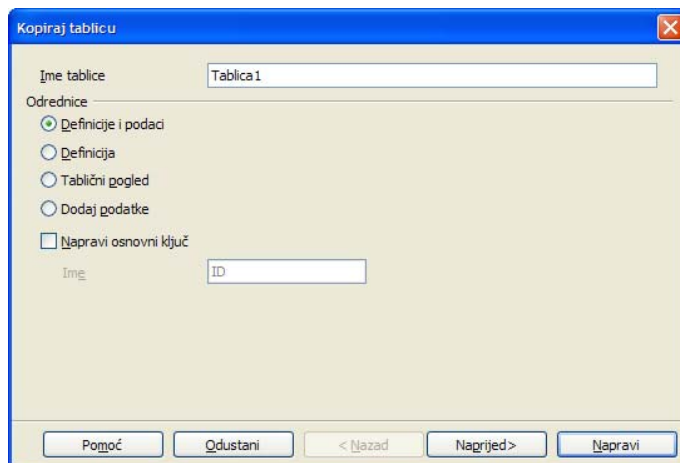 Kopiraj tablicu
Ime tablice Tablica1
Odrednice
Definicije i podaci
Definicija
Tablični pogled
Dodaj podatke
Napravi osnovni ključ
Ime ID
Pomoć Odustani < Nazad Naprijed> Napravi